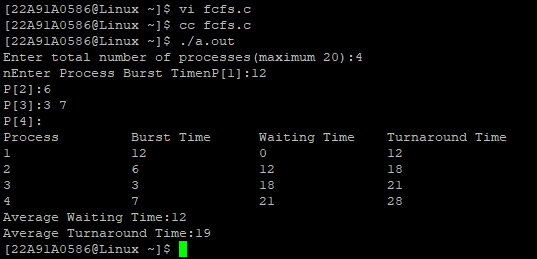 [22A91A0586@Linux ~]$ vi fcfs.c
[22A91A0586@Linux ~]$ cc fcfs.c
[22A91A0586@Linux ~]$ ./a.out
Enter total number of processes(maximum 20):4
nEnter Process Burst TimenP[1]:12
P[2]:6
P[3]:3 7
P[4]:
Process Burst Time Waiting Time Turnaround Time
1 12 0 12
2 6 12 18
3 3 18 21
4 7 21 28
Average Waiting Time:12
Average Turnaround Time:19
[22A91A0586@Linux ~]$